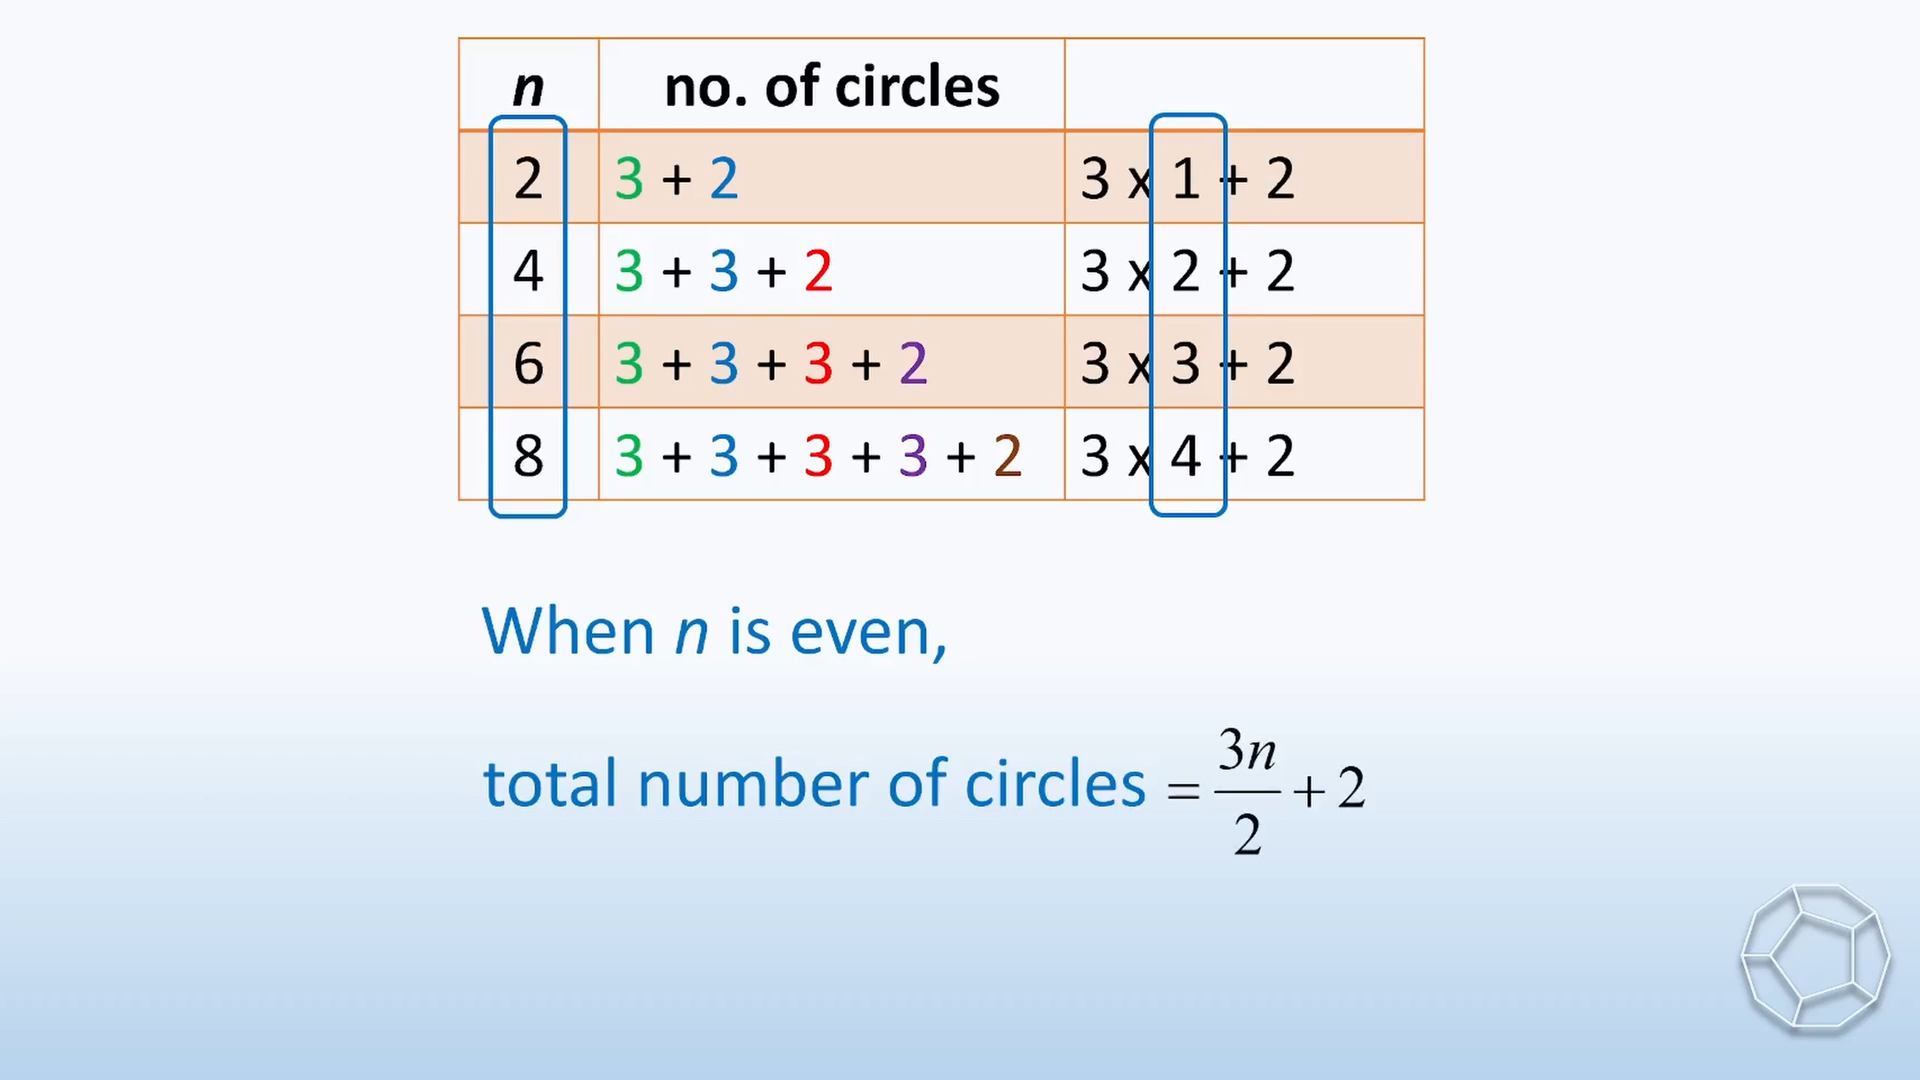 n no. of circles
2 3 + 2 3 x 1 + 2
4 3 + 3 + 2 3 x 2 + 2
6 3 + 3 + 3 + 2 3 x 3 + 2
8 3 + 3 + 3 + 3 + 2 3 x 4 + 2
When n is even,
total number of circles = 3n/2 + 2